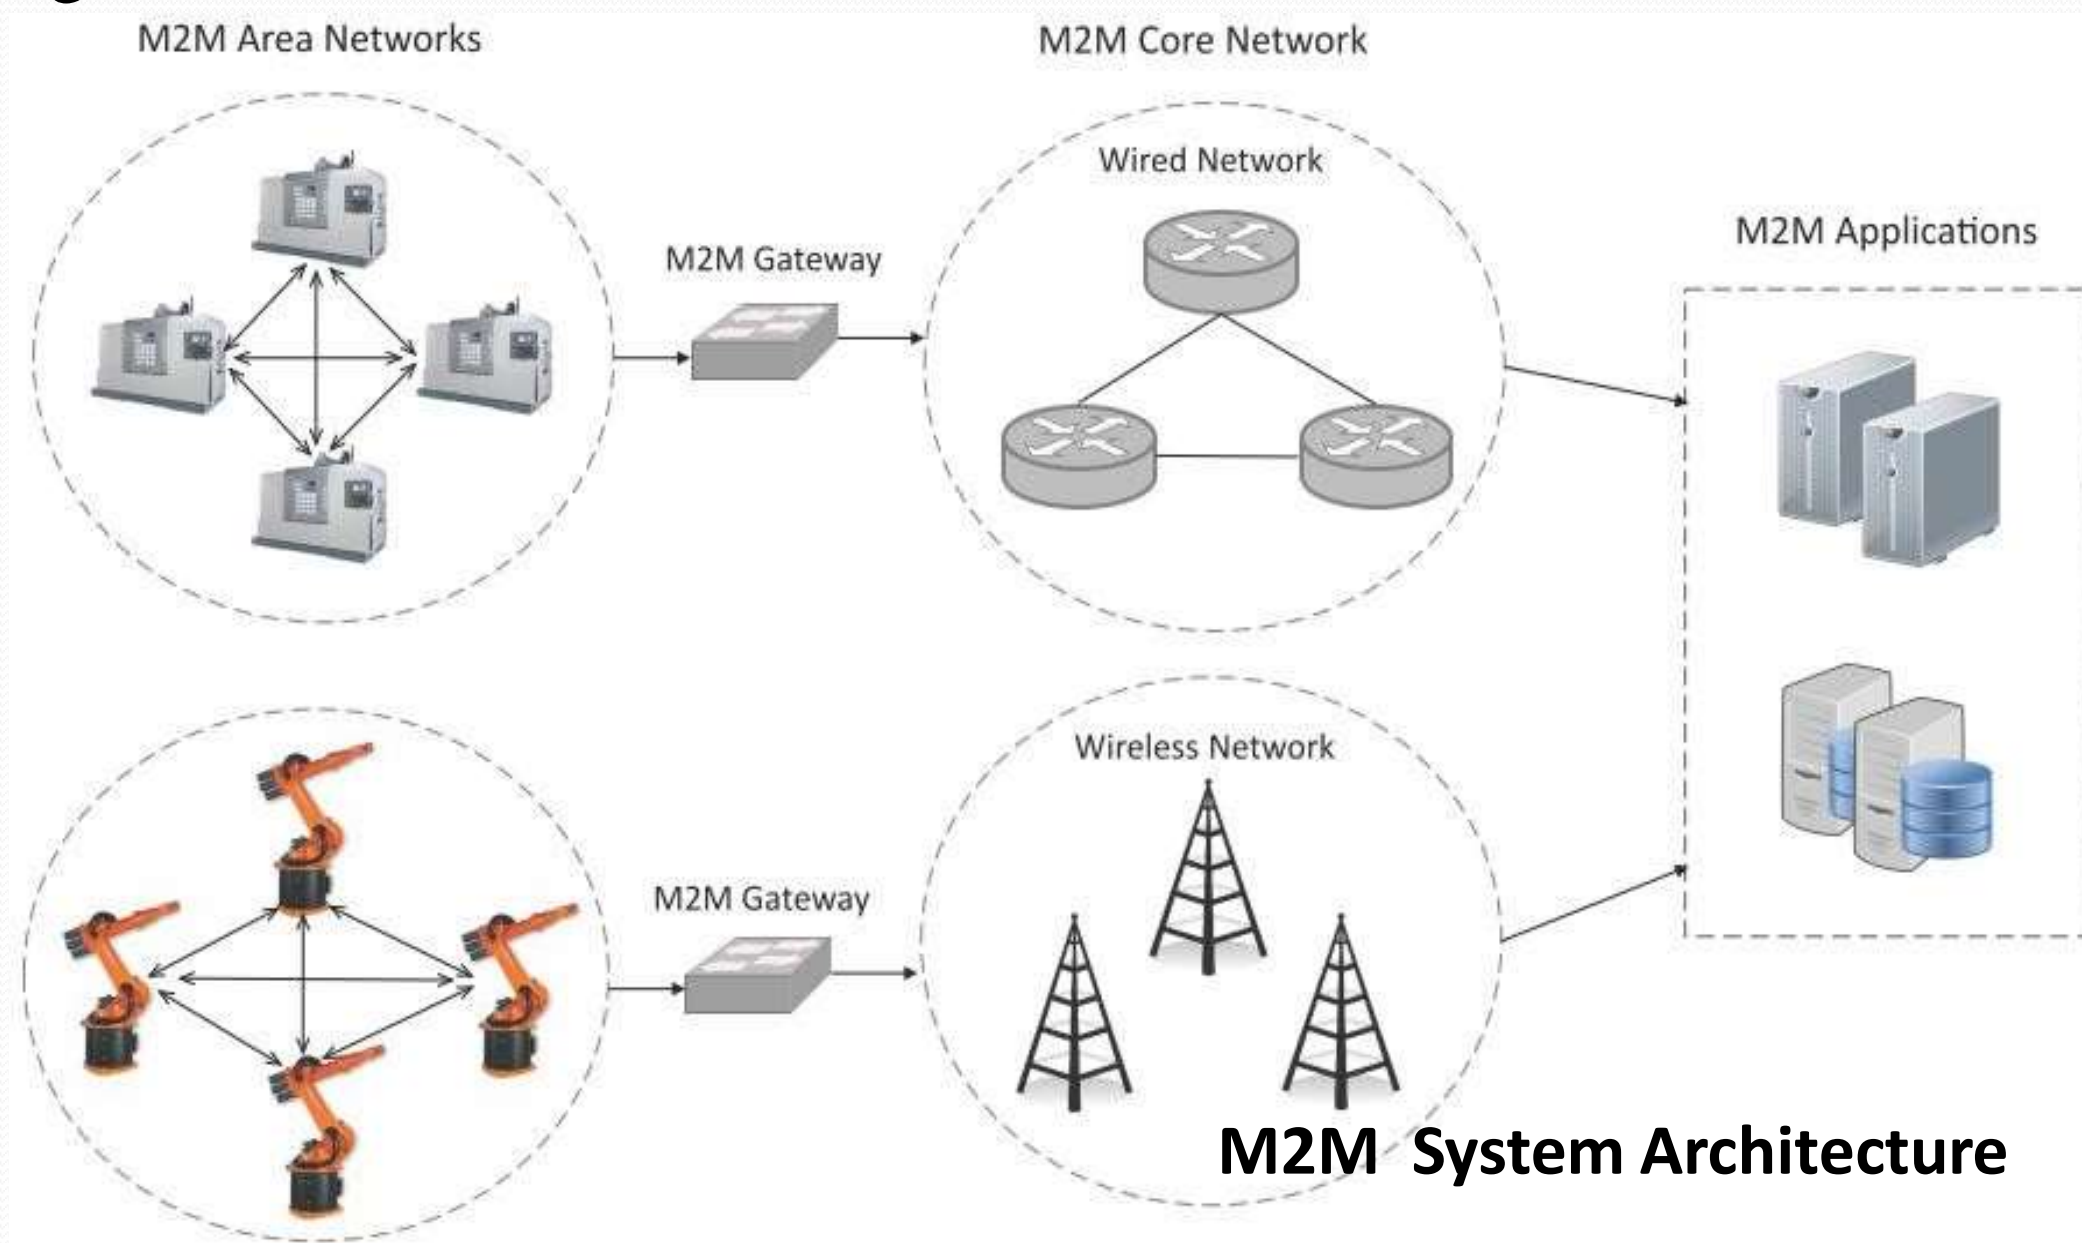 M2M Area Networks
M2M Core Network
Wired Network
M2M Applications
M2M Gateway
Wireless Network
M2M Gateway
M2M System Architecture